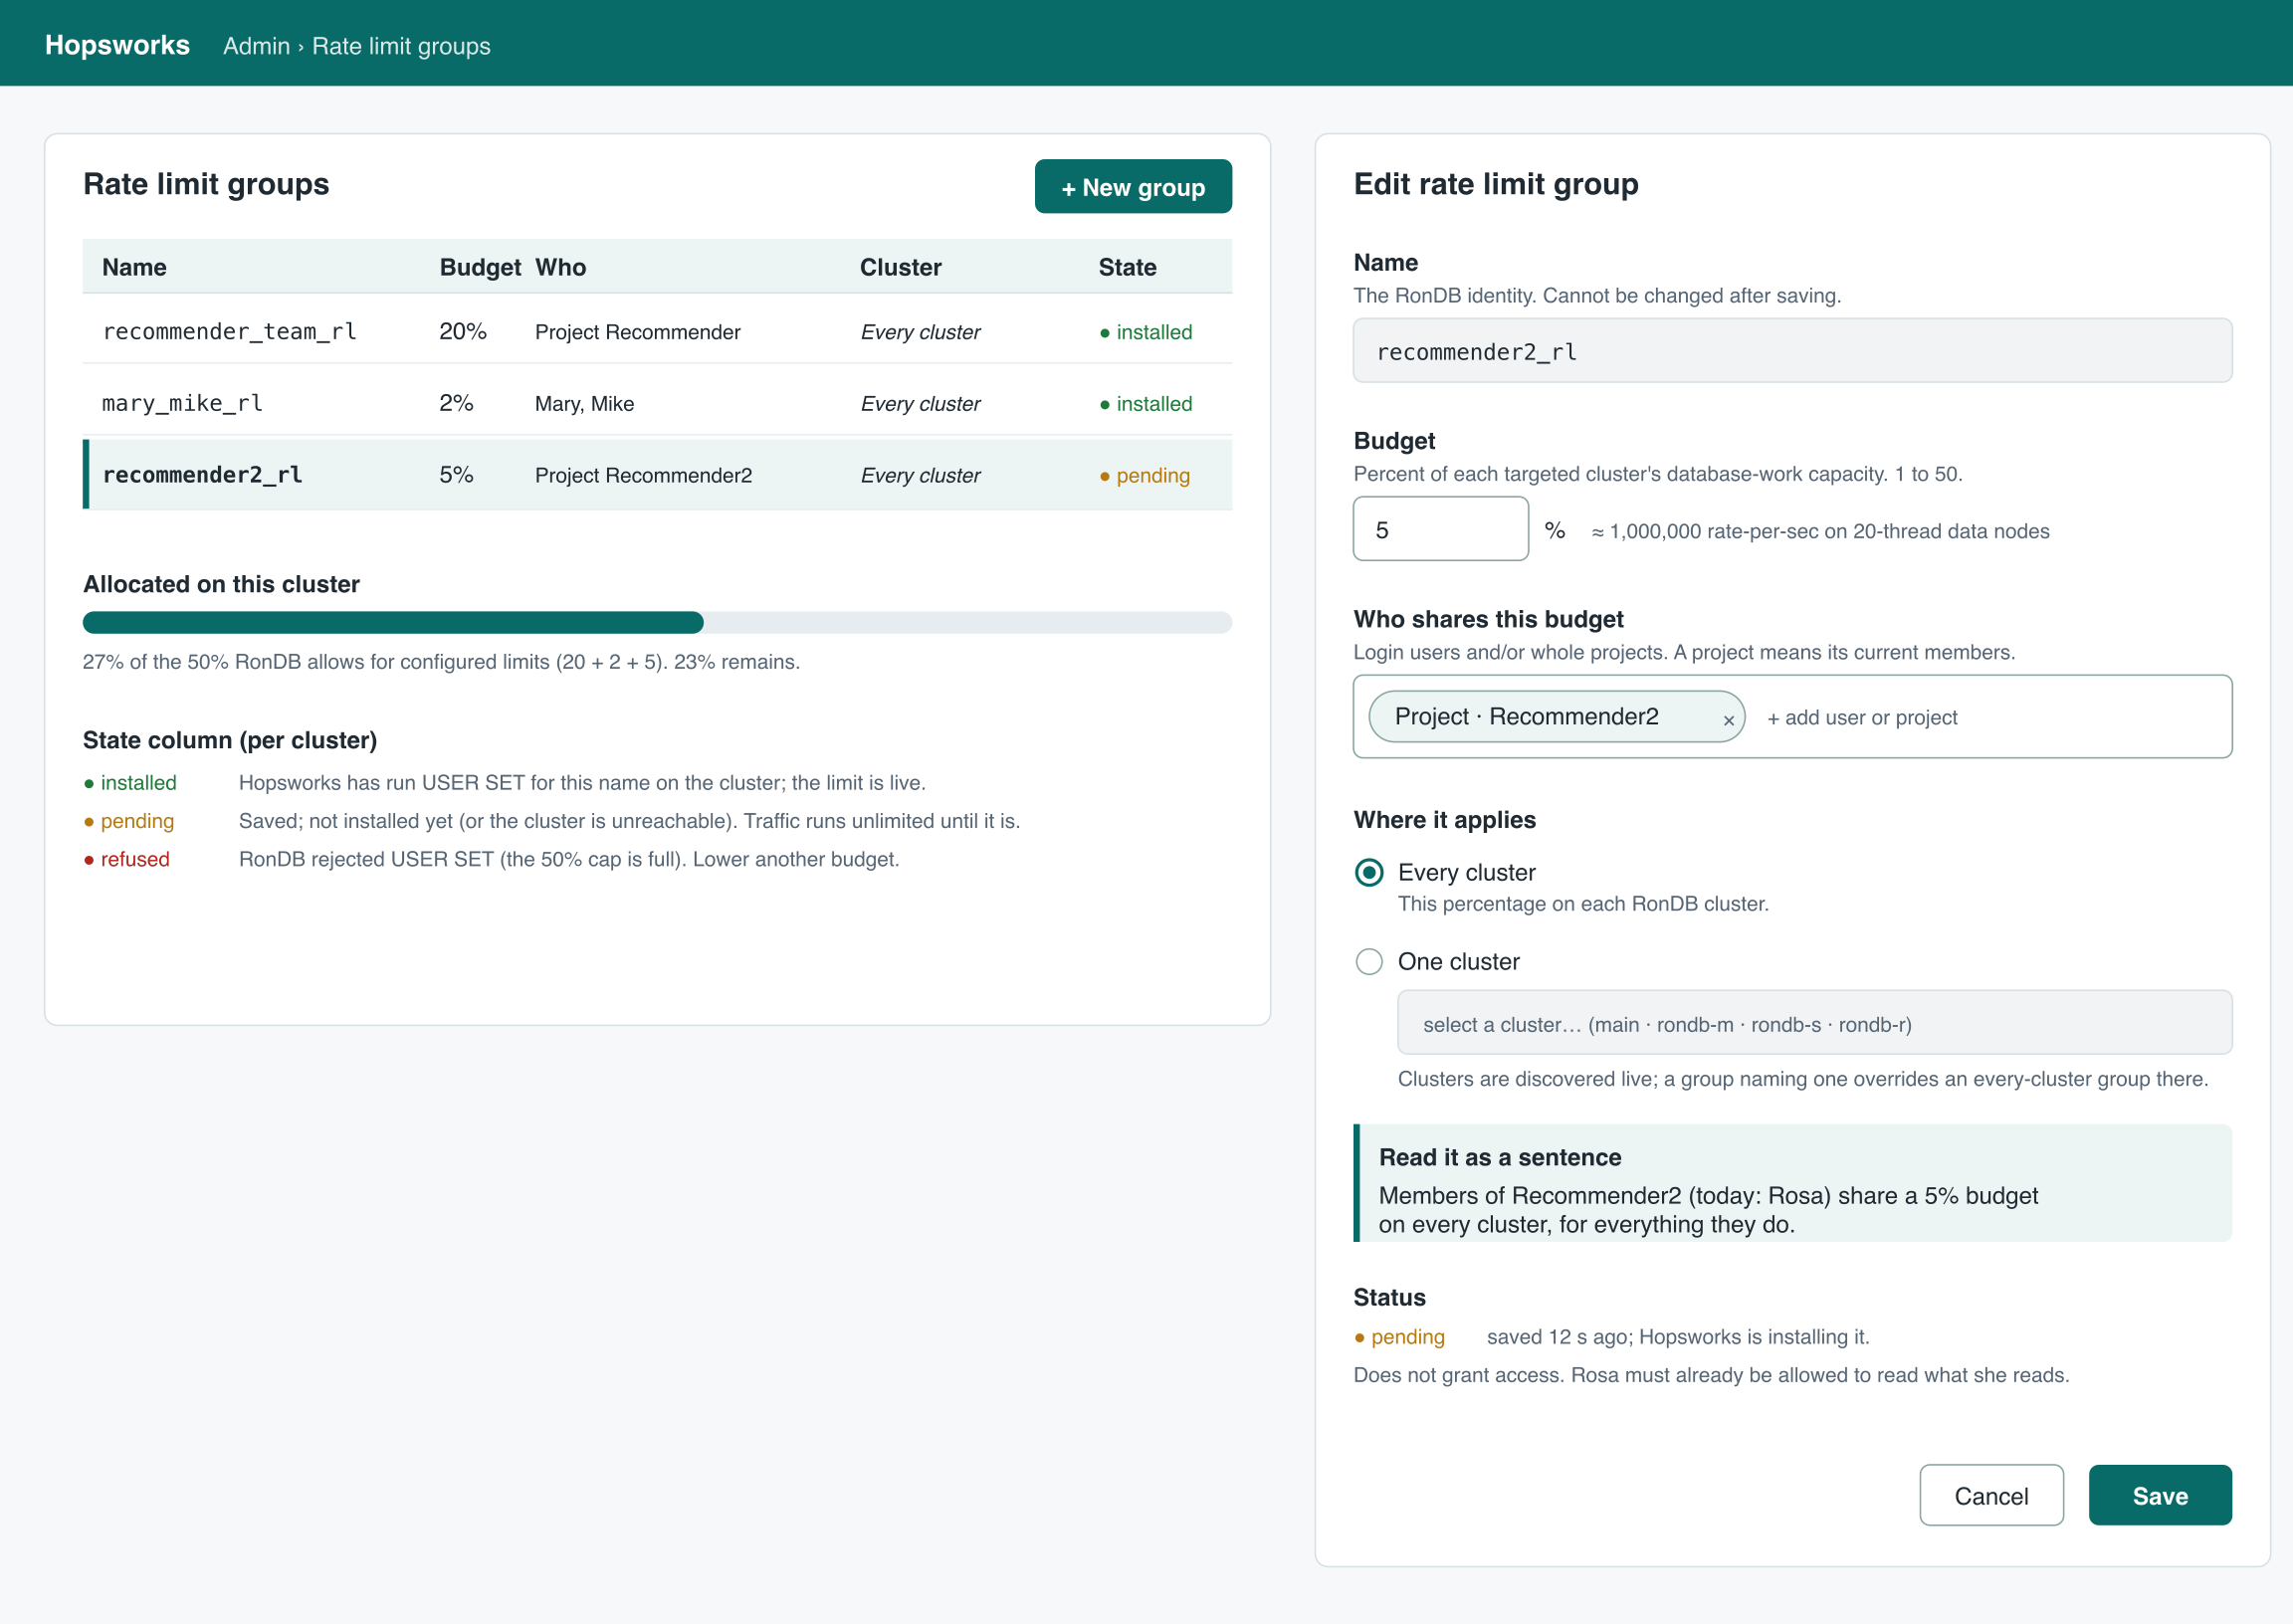 Hopsworks Admin › Rate limit groups
Rate limit groups
+ New group
Name Budget Who Cluster State
recommender_team_rl 20% Project Recommender Every cluster ● installed
mary_mike_rl 2% Mary, Mike Every cluster ● installed
recommender2_rl 5% Project Recommender2 Every cluster ● pending
Allocated on this cluster
27% of the 50% RonDB allows for configured limits (20 + 2 + 5). 23% remains.
State column (per cluster)
● installed Hopsworks has run USER SET for this name on the cluster; the limit is live.
● pending Saved; not installed yet (or the cluster is unreachable). Traffic runs unlimited until it is.
● refused RonDB rejected USER SET (the 50% cap is full). Lower another budget.
Edit rate limit group
Name
The RonDB identity. Cannot be changed after saving.
recommender2_rl
Budget
Percent of each targeted cluster's database-work capacity. 1 to 50.
5 % ≈ 1,000,000 rate-per-sec on 20-thread data nodes
Who shares this budget
Login users and/or whole projects. A project means its current members.
Project · Recommender2 × + add user or project
Where it applies
Every cluster
This percentage on each RonDB cluster.
One cluster
select a cluster… (main · rondb-m · rondb-s · rondb-r)
Clusters are discovered live; a group naming one overrides an every-cluster group there.
Read it as a sentence
Members of Recommender2 (today: Rosa) share a 5% budget
on every cluster, for everything they do.
Status
● pending saved 12 s ago; Hopsworks is installing it.
Does not grant access. Rosa must already be allowed to read what she reads.
Cancel Save